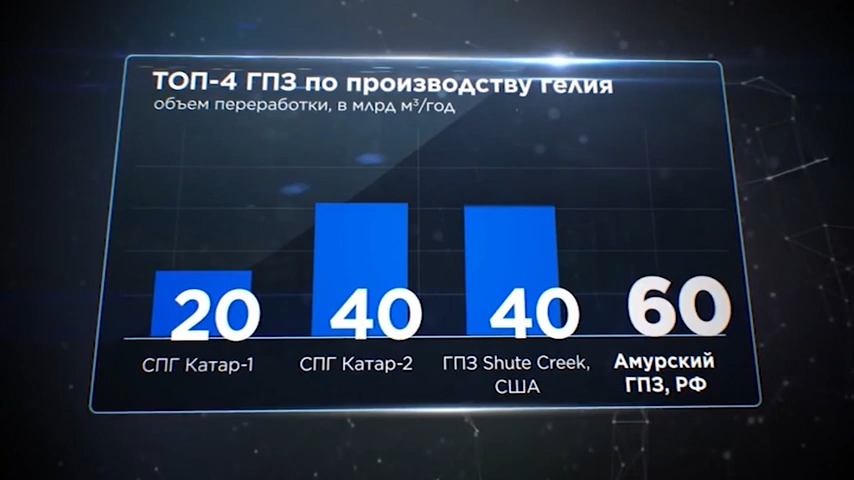 ТОП-4 ГПЗ по производству гелия
объем переработки, в млрд м³/год
20
40
40
60
СПГ Катар-1
СПГ Катар-2
ГПЗ Shute Creek,
США
Амурский
ГПЗ, РФ